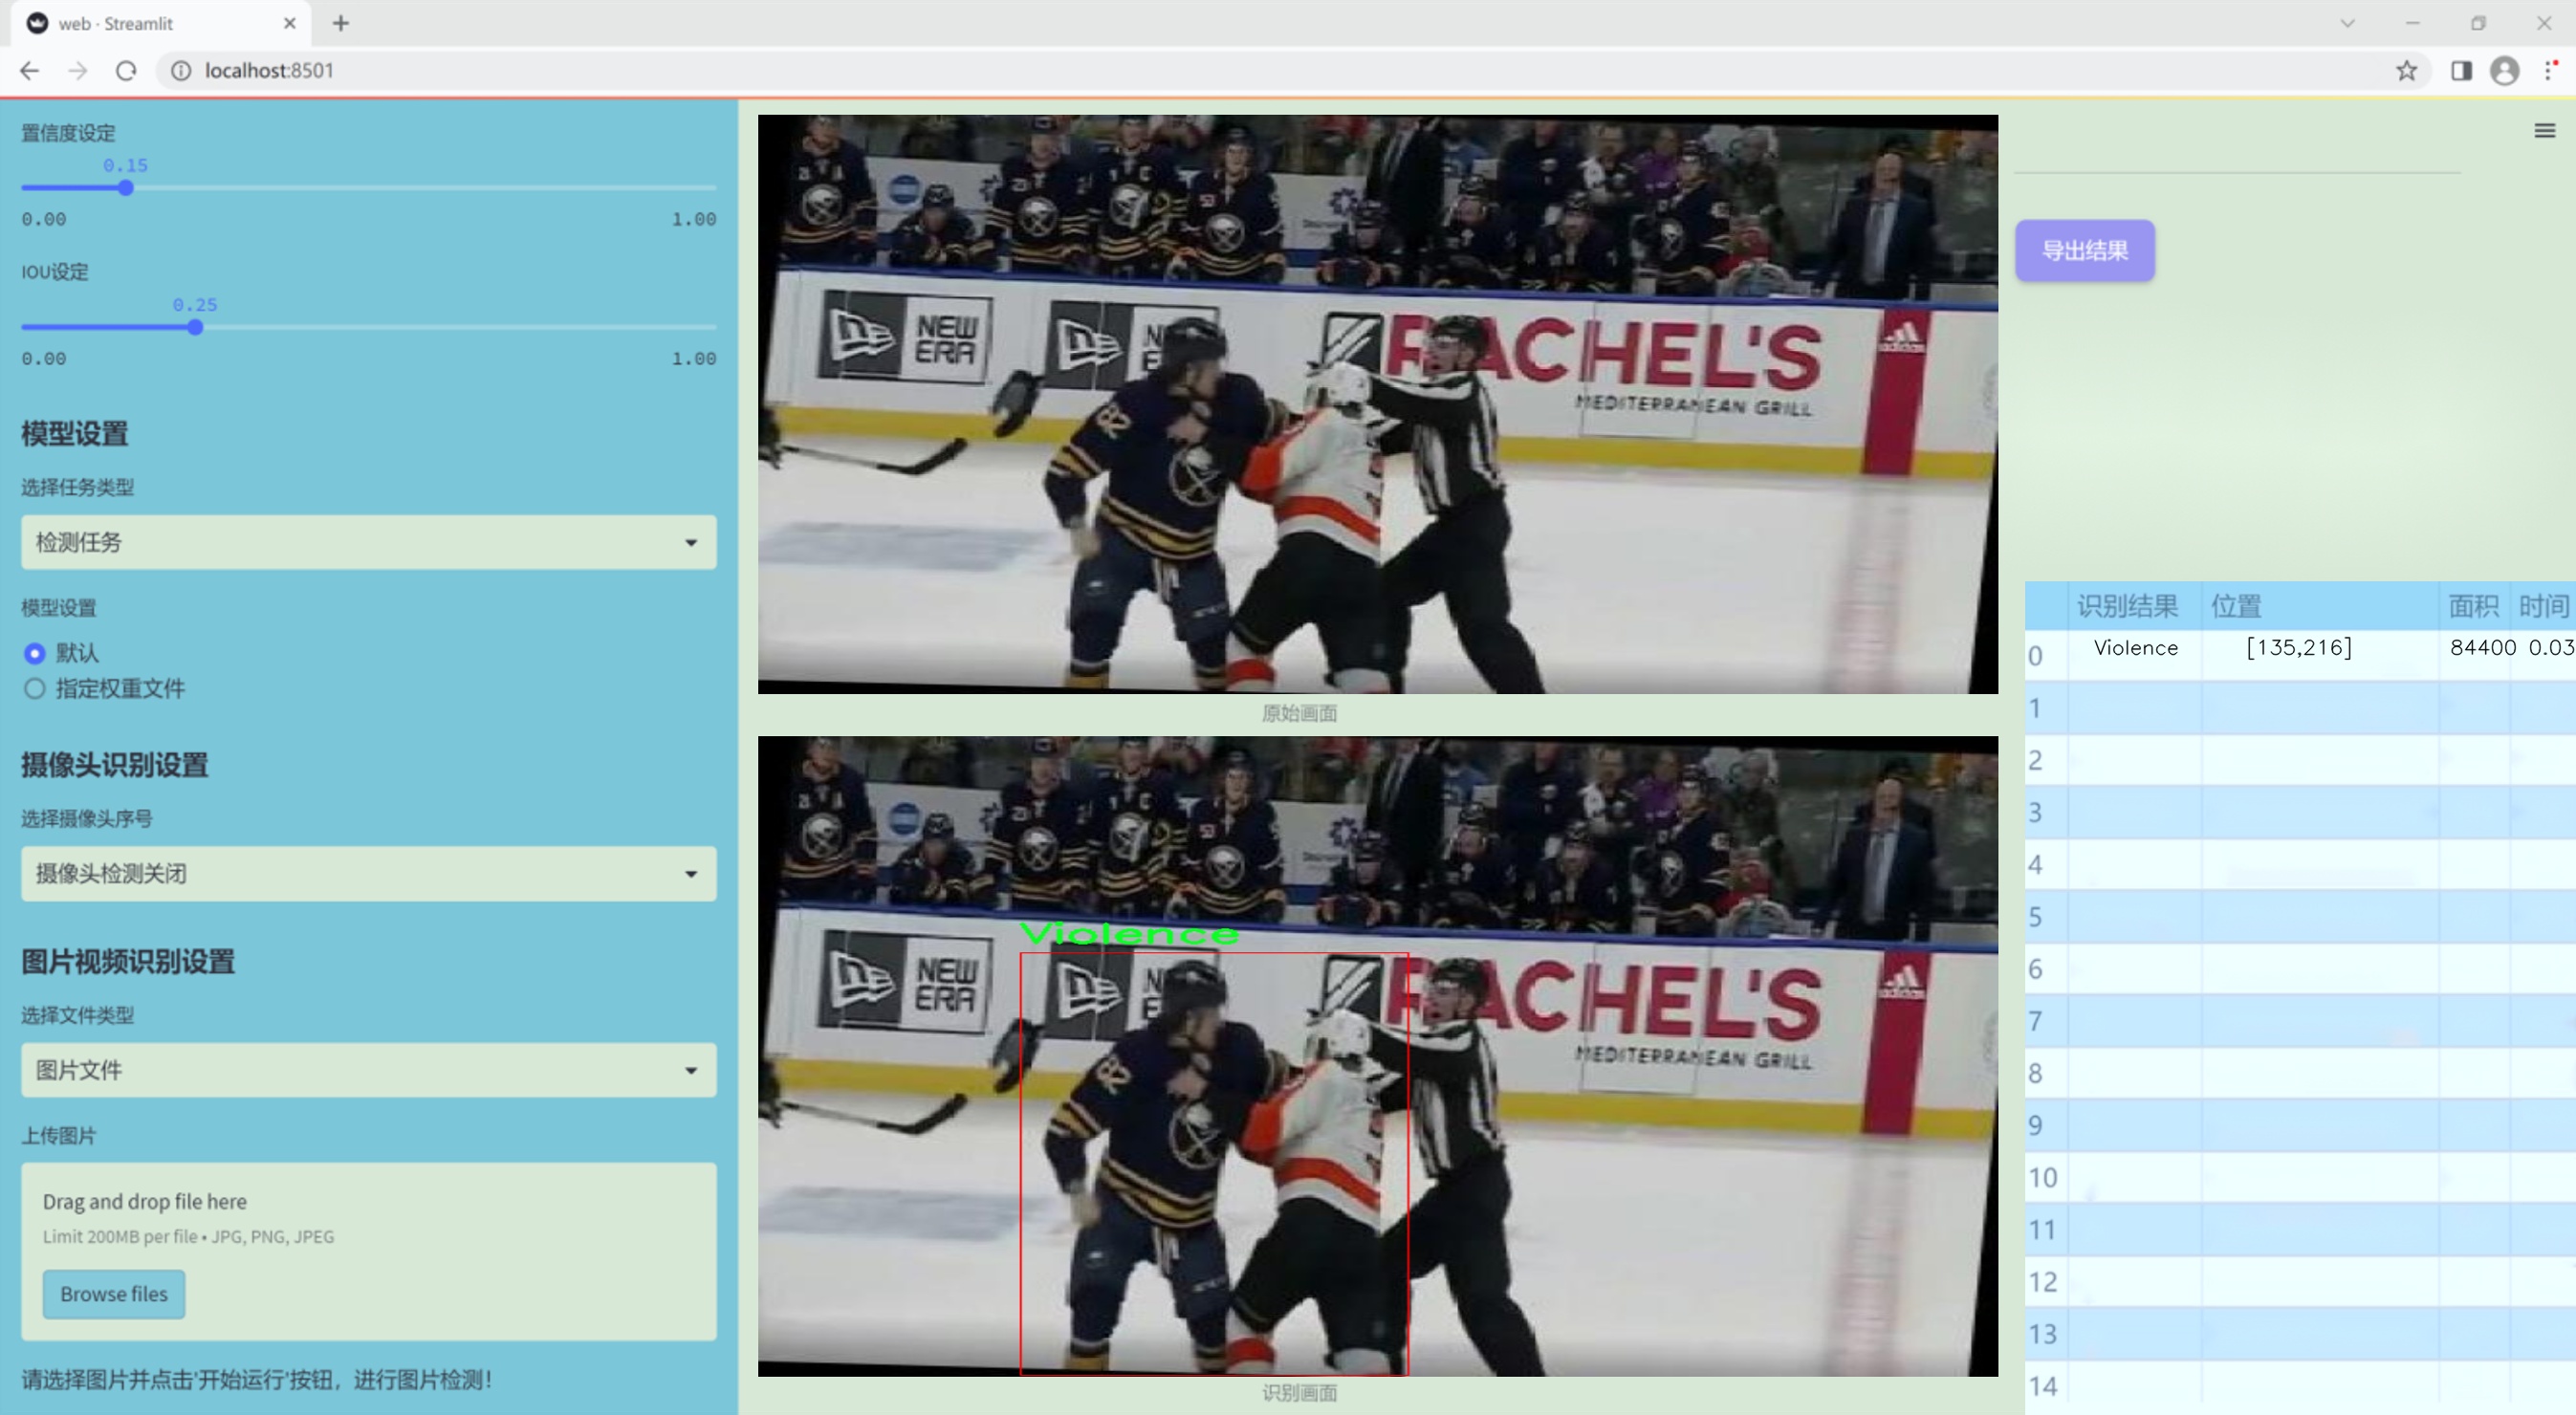 web · Streamlit
localhost:8501
置信度设定
0.15
0.00 1.00
IOU设定
0.25
0.00 1.00
模型设置
选择任务类型
检测任务
模型设置
默认
指定权重文件
摄像头识别设置
选择摄像头序号
摄像头检测关闭
图片视频识别设置
选择文件类型
图片文件
上传图片
Drag and drop file here
Limit 200MB per file • JPG, PNG, JPEG
Browse files
请选择图片并点击'开始运行'按钮，进行图片检测！
NEW
ERA
RACHEL'S
MEDITERRANEAN GRILL
adidas
82
53
原始画面
Violence
NEW
ERA
RACHEL'S
MEDITERRANEAN GRILL
adidas
82
53
识别画面
导出结果
识别结果 位置 面积 时间
0 Violence [135,216] 84400 0.03
1
2
3
4
5
6
7
8
9
10
11
12
13
14